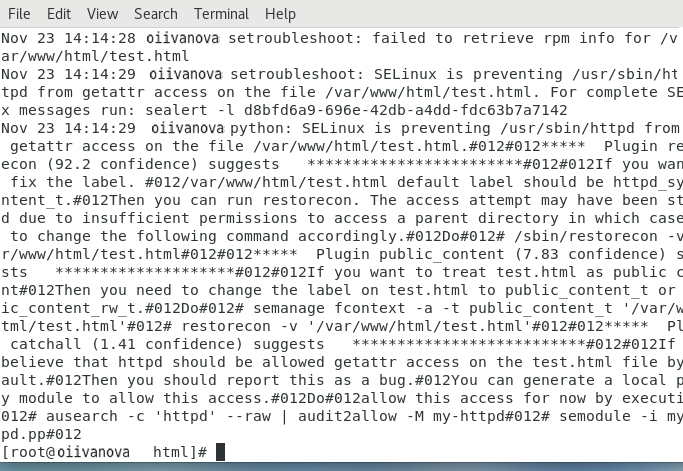 File Edit View Search Terminal Help
Nov 23 14:14:28 oiivanova setroubleshoot: failed to retrieve rpm info for /v
ar/www/html/test.html
Nov 23 14:14:29 oiivanova setroubleshoot: SELinux is preventing /usr/sbin/ht
tpd from getattr access on the file /var/www/html/test.html. For complete SE
x messages run: sealert -l d8bfd6a9-696e-42db-a4dd-fdc63b7a7142
Nov 23 14:14:29 oiivanova python: SELinux is preventing /usr/sbin/httpd from
getattr access on the file /var/www/html/test.html.#012#012***** Plugin re
econ (92.2 confidence) suggests ************************#012#012If you wan
fix the label. #012/var/www/html/test.html default label should be httpd_sy
ntent_t.#012Then you can run restorecon. The access attempt may have been st
d due to insufficient permissions to access a parent directory in which case
to change the following command accordingly.#012Do#012# /sbin/restorecon -v
r/www/html/test.html#012#012***** Plugin public_content (7.83 confidence) s
sts ********************#012#012If you want to treat test.html as public c
nt#012Then you need to change the label on test.html to public_content_t or
ic_content_rw_t.#012Do#012# semanage fcontext -a -t public_content_t '/var/w
tml/test.html'#012# restorecon -v '/var/www/html/test.html'#012#012***** Pl
catchall (1.41 confidence) suggests **************************#012#012If
believe that httpd should be allowed getattr access on the test.html file by
ault.#012Then you should report this as a bug.#012You can generate a local p
y module to allow this access.#012Do#012allow this access for now by executi
012# ausearch -c 'httpd' --raw | audit2allow -M my-httpd#012# semodule -i my
pd.pp#012
[root@oiivanova html]#